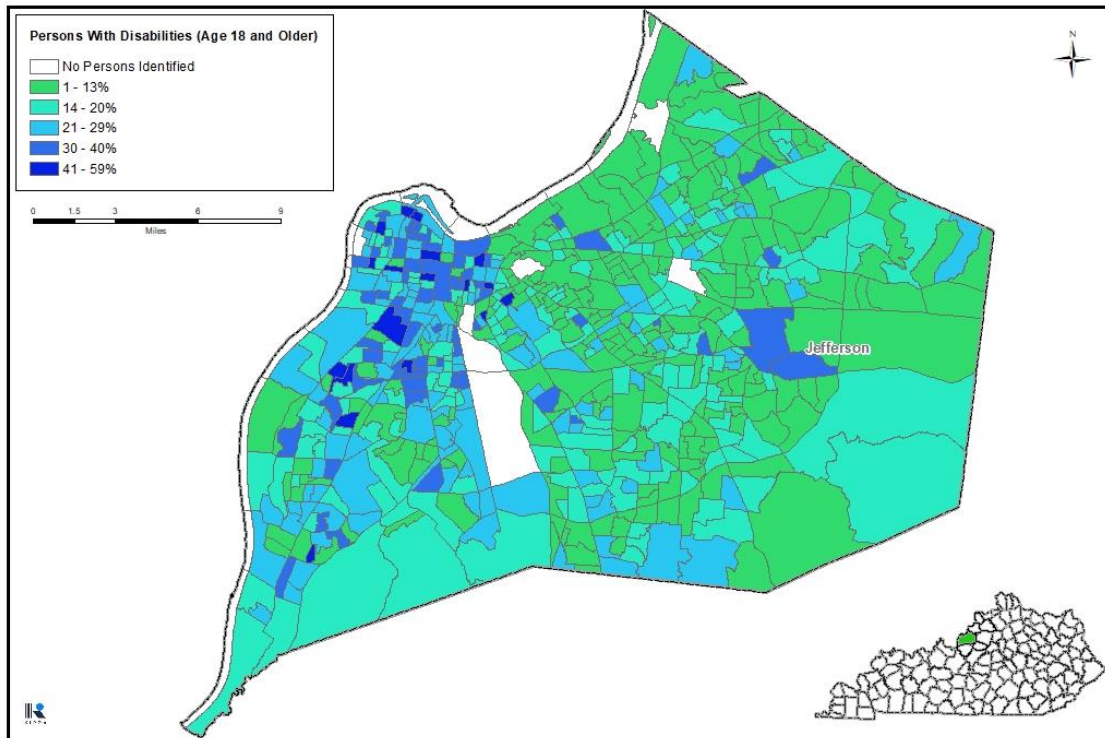 Persons With Disabilities (Age 18 and Older)
No Persons Identified
1 - 13%
14 - 20%
21 - 29%
30 - 40%
41 - 59%
0 1.5 3 6 9
Miles
N
Jefferson